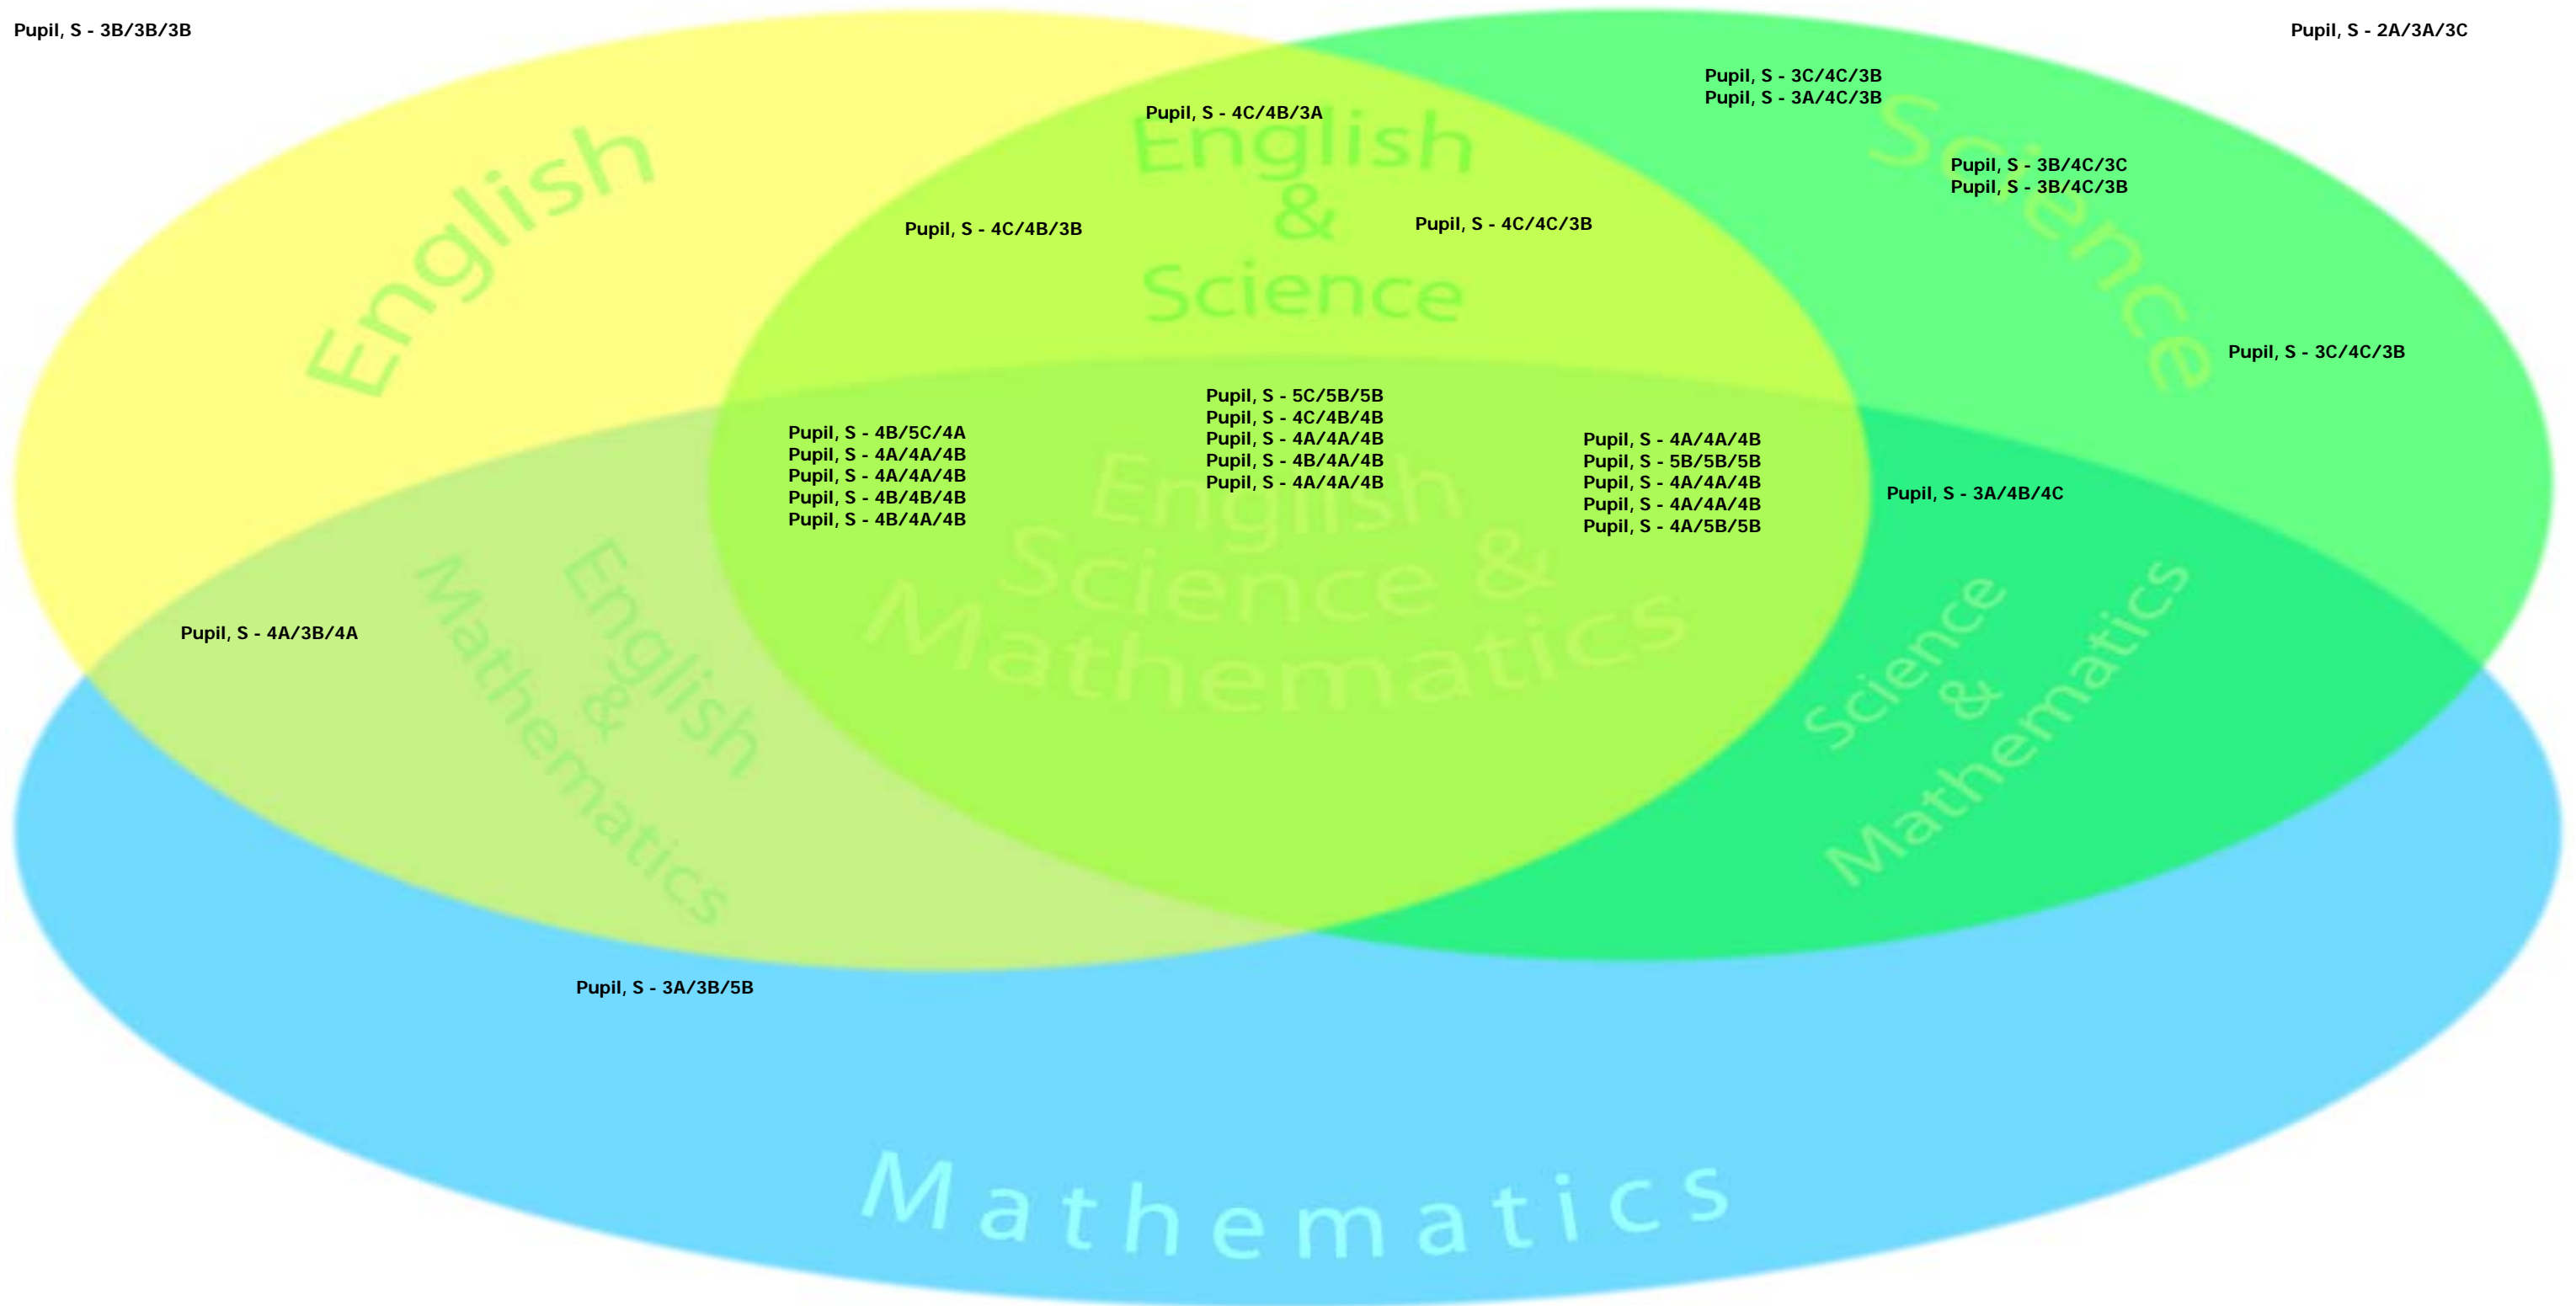 Pupil, S - 3B/3B/3B
Pupil, S - 2A/3A/3C
Pupil, S - 3C/4C/3B
Pupil, S - 3A/4C/3B
Pupil, S - 4C/4B/3A
English
&
Science
English
Science
Pupil, S - 3B/4C/3C
Pupil, S - 3B/4C/3B
Pupil, S - 4C/4B/3B
Pupil, S - 4C/4C/3B
Pupil, S - 3C/4C/3B
Pupil, S - 4B/5C/4A
Pupil, S - 4A/4A/4B
Pupil, S - 4A/4A/4B
Pupil, S - 4B/4B/4B
Pupil, S - 4B/4A/4B
Pupil, S - 5C/5B/5B
Pupil, S - 4C/4B/4B
Pupil, S - 4A/4A/4B
Pupil, S - 4B/4A/4B
Pupil, S - 4A/4A/4B
Pupil, S - 4A/4A/4B
Pupil, S - 5B/5B/5B
Pupil, S - 4A/4A/4B
Pupil, S - 4A/4A/4B
Pupil, S - 4A/5B/5B
Pupil, S - 3A/4B/4C
English
Science &
Mathematics
Pupil, S - 4A/3B/4A
English
&
Mathematics
Science
&
Mathematics
Pupil, S - 3A/3B/5B
Mathematics